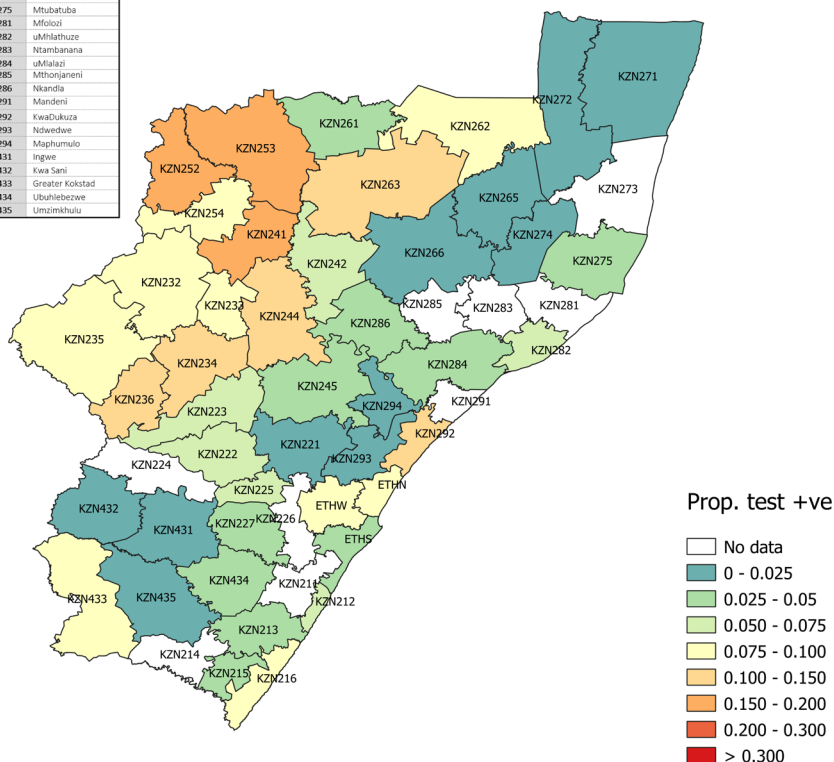 275 Mtubatuba
281 Mfolozi
282 uMhlathuze
283 Ntambanana
284 uMlalazi
285 Mthonjaneni
286 Nkandla
291 Mandeni
292 KwaDukuza
293 Ndwedwe
294 Maphumulo
431 Ingwe
432 Kwa Sani
433 Greater Kokstad
434 Ubuhlebezwe
435 Umzimkhulu
KZN271
KZN272
KZN261
KZN262
KZN253
KZN252
KZN263
KZN273
KZN265
KZN254
KZN241
KZN274
KZN266
KZN242
KZN275
KZN232
KZN233
KZN285
KZN283
KZN281
KZN244
KZN286
KZN235
KZN282
KZN234
KZN284
KZN245
KZN236
KZN291
KZN294
KZN223
KZN292
KZN221
KZN222
KZN293
KZN224
ETHN
KZN225
ETHW
KZN432
KZN227
KZN226
KZN431
ETHS
KZN434
KZN211
KZN433
KZN435
KZN212
KZN213
KZN214
KZN215
KZN216
Prop. test +ve
No data
0 - 0.025
0.025 - 0.05
0.050 - 0.075
0.075 - 0.100
0.100 - 0.150
0.150 - 0.200
0.200 - 0.300
> 0.300